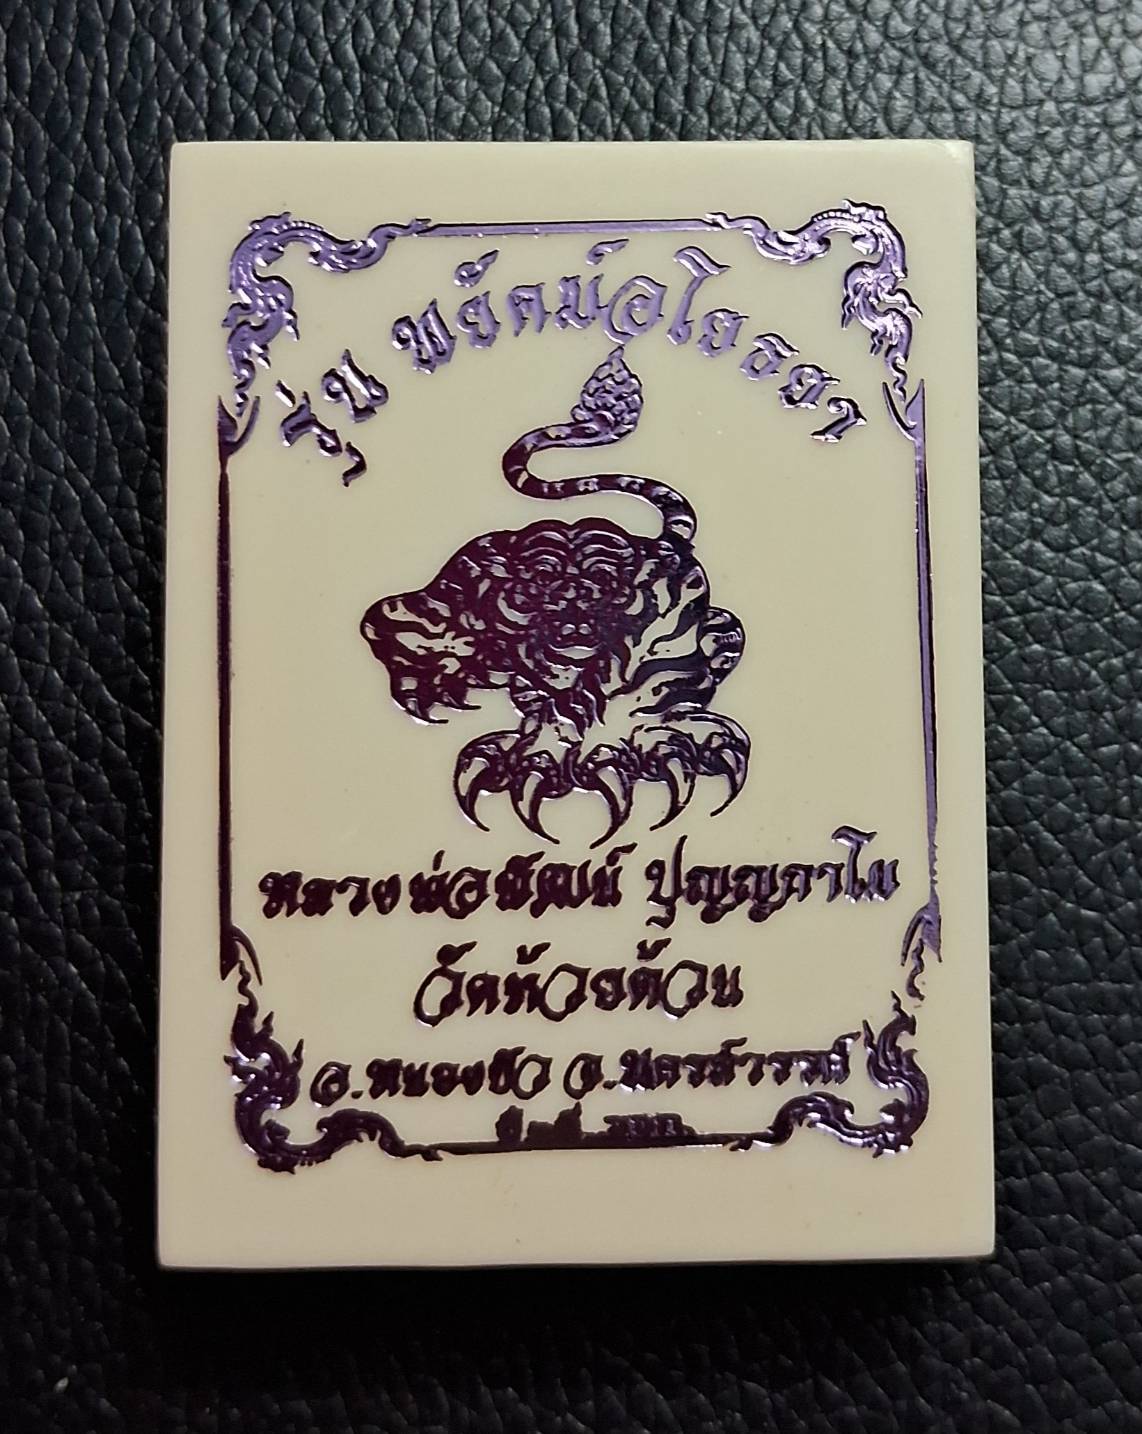 รุ่น พยัคฆ์อโยธยา
หลวงพ่อพัฒน์ ปุญญกาโม
วัดห้วยด้วน
อ.หนองบัว จ.นครสวรรค์